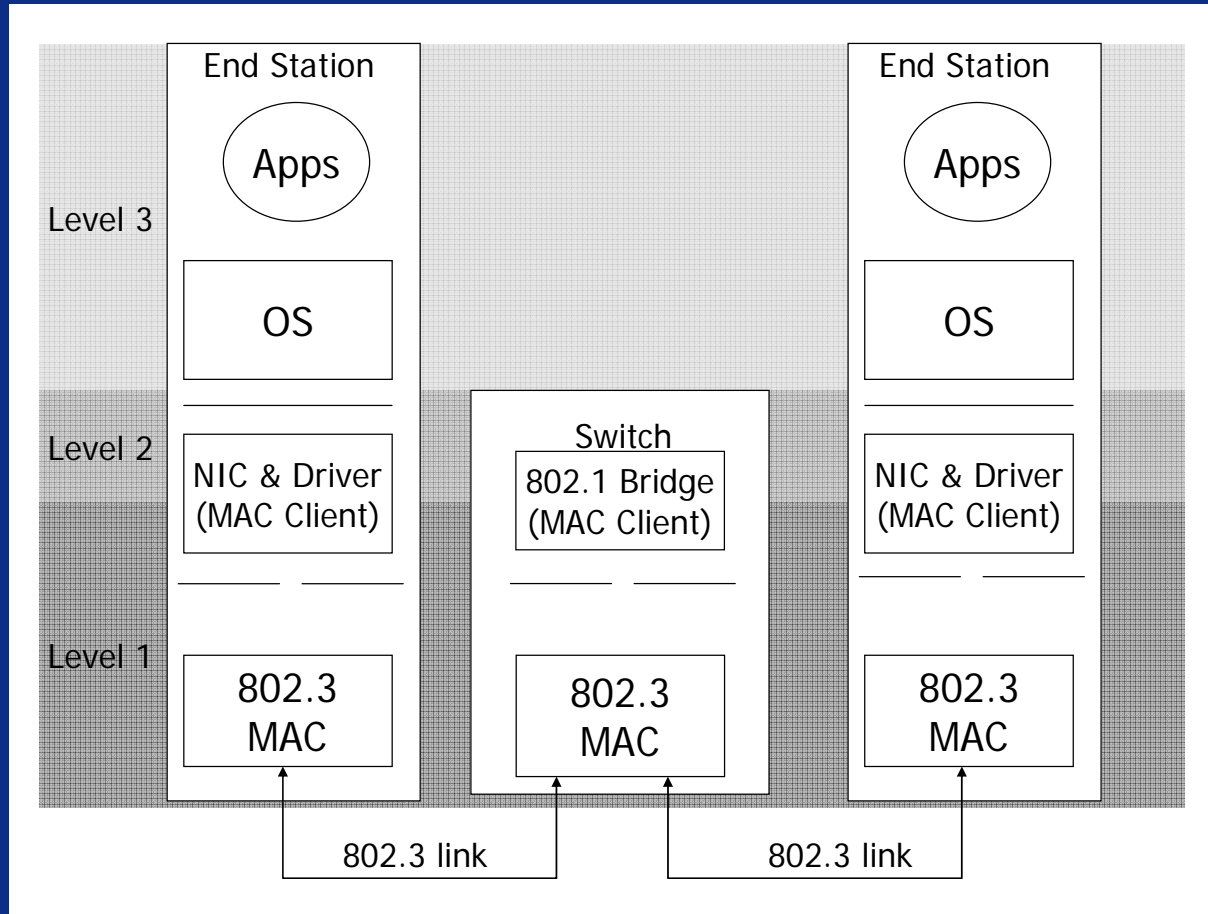 End Station
End Station
Apps
Apps
Level 3
OS
OS
Level 2
Switch
NIC & Driver
(MAC Client)
802.1 Bridge
(MAC Client)
NIC & Driver
(MAC Client)
Level 1
802.3
MAC
802.3
MAC
802.3
MAC
802.3 link
802.3 link